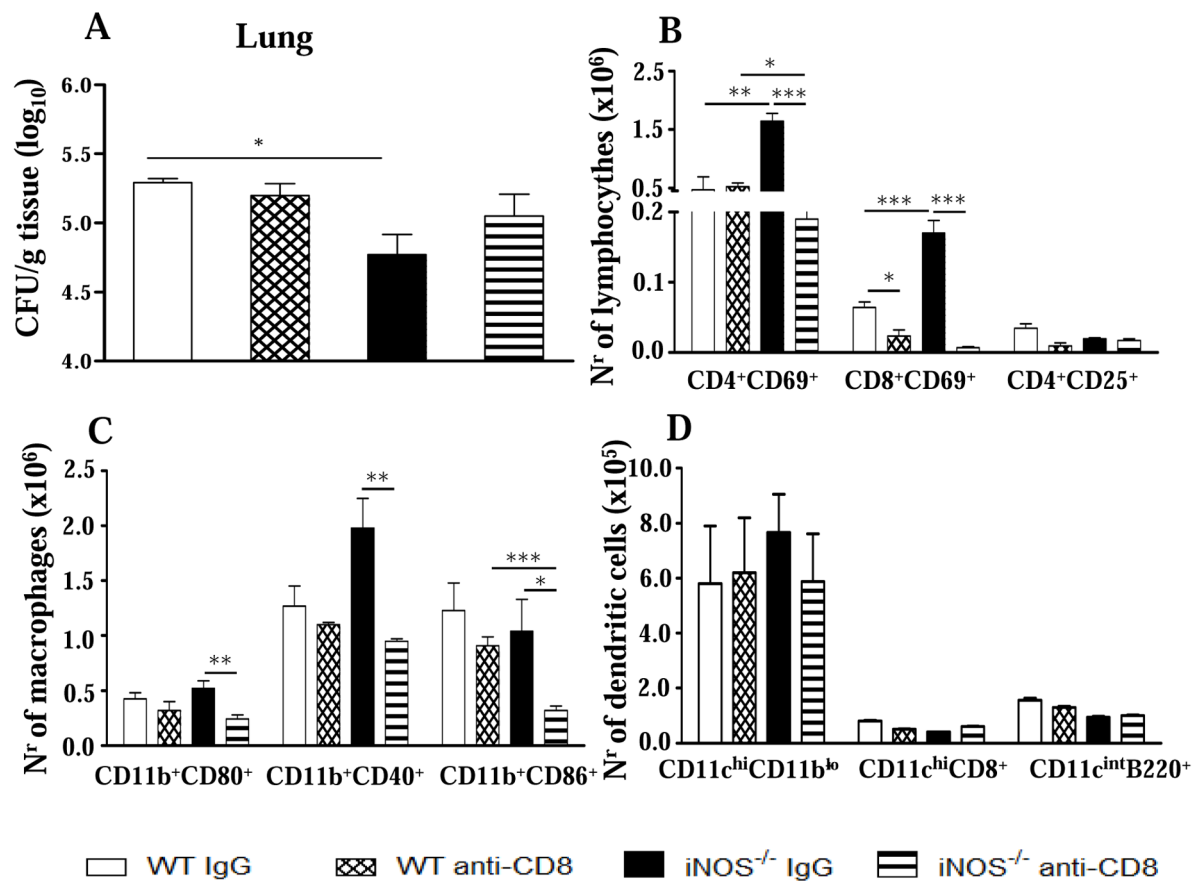 A
Lung
CFU/g tissue (log₁₀)
6.0
5.5
5.0
4.5
4.0
*
B
Nʳ of lymphocythes (x10⁶)
2.5
1.5
0.5
0.2
0.1
0.0
*
** ***
*** ***
*
CD4⁺CD69⁺ CD8⁺CD69⁺ CD4⁺CD25⁺
C
Nʳ of macrophages (x10⁶)
2.5
2.0
1.5
1.0
0.5
0.0
**
***
*
**
CD11b⁺CD80⁺ CD11b⁺CD40⁺ CD11b⁺CD86⁺
D
Nʳ of dendritic cells (x10⁵)
10.0
8.0
6.0
4.0
2.0
0.0
CD11cʰⁱCD11bˡᵒ CD11cʰⁱCD8⁺ CD11cⁱⁿᵗB220⁺
WT IgG WT anti-CD8 iNOS⁻/⁻ IgG iNOS⁻/⁻ anti-CD8